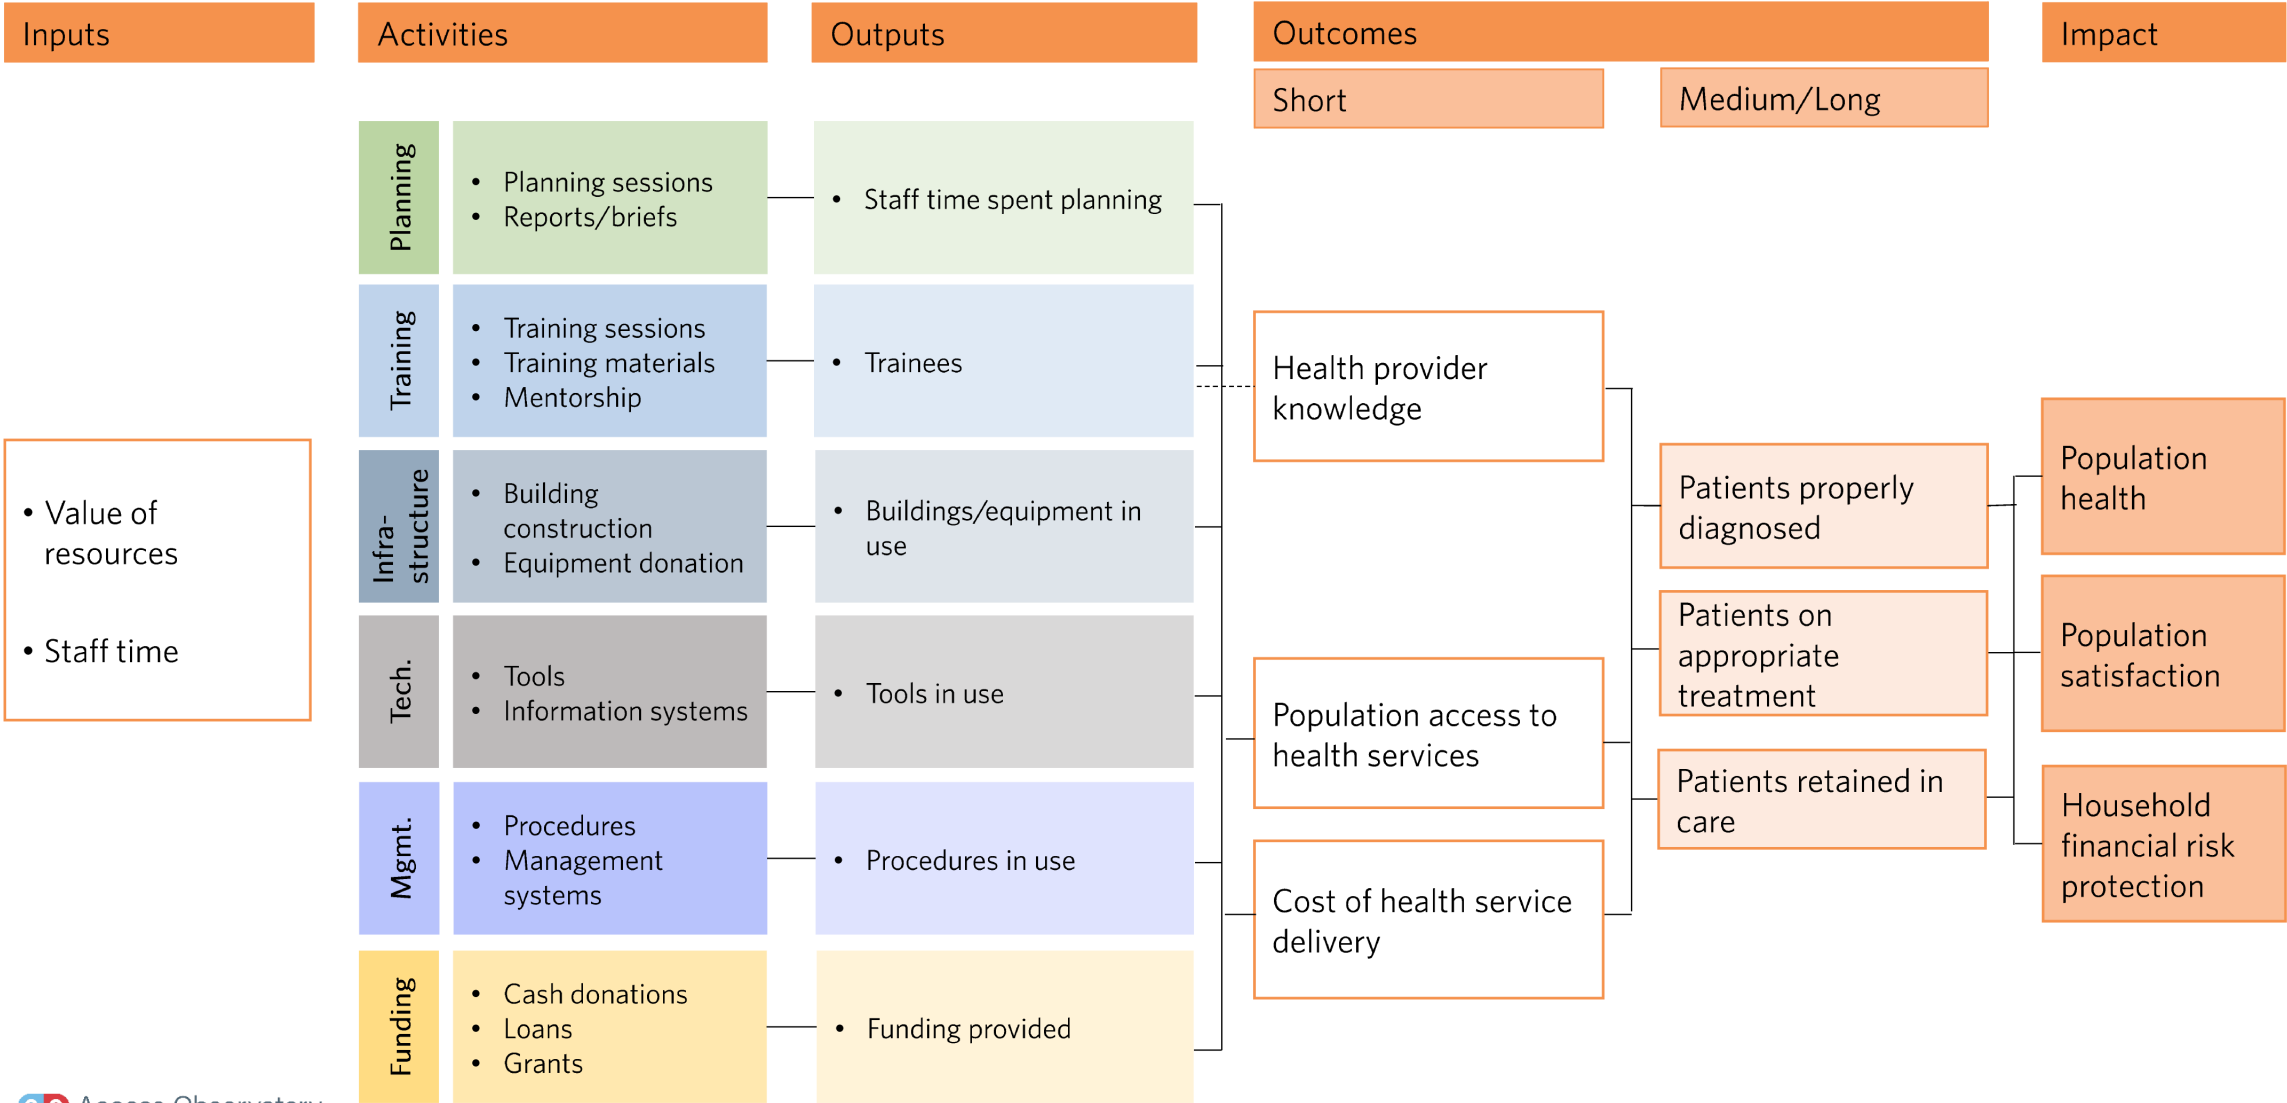 Inputs
Activities
Outputs
Outcomes
Impact
Short
Medium/Long
• Value of
resources
• Staff time
Planning
• Planning sessions
• Reports/briefs
• Staff time spent planning
Training
• Training sessions
• Training materials
• Mentorship
• Trainees
Infra-
structure
• Building
construction
• Equipment donation
• Buildings/equipment in
use
Tech.
• Tools
• Information systems
• Tools in use
Mgmt.
• Procedures
• Management
systems
• Procedures in use
Funding
• Cash donations
• Loans
• Grants
• Funding provided
Health provider
knowledge
Population access to
health services
Cost of health service
delivery
Patients properly
diagnosed
Patients on
appropriate
treatment
Patients retained in
care
Population
health
Population
satisfaction
Household
financial risk
protection
Access Observatory